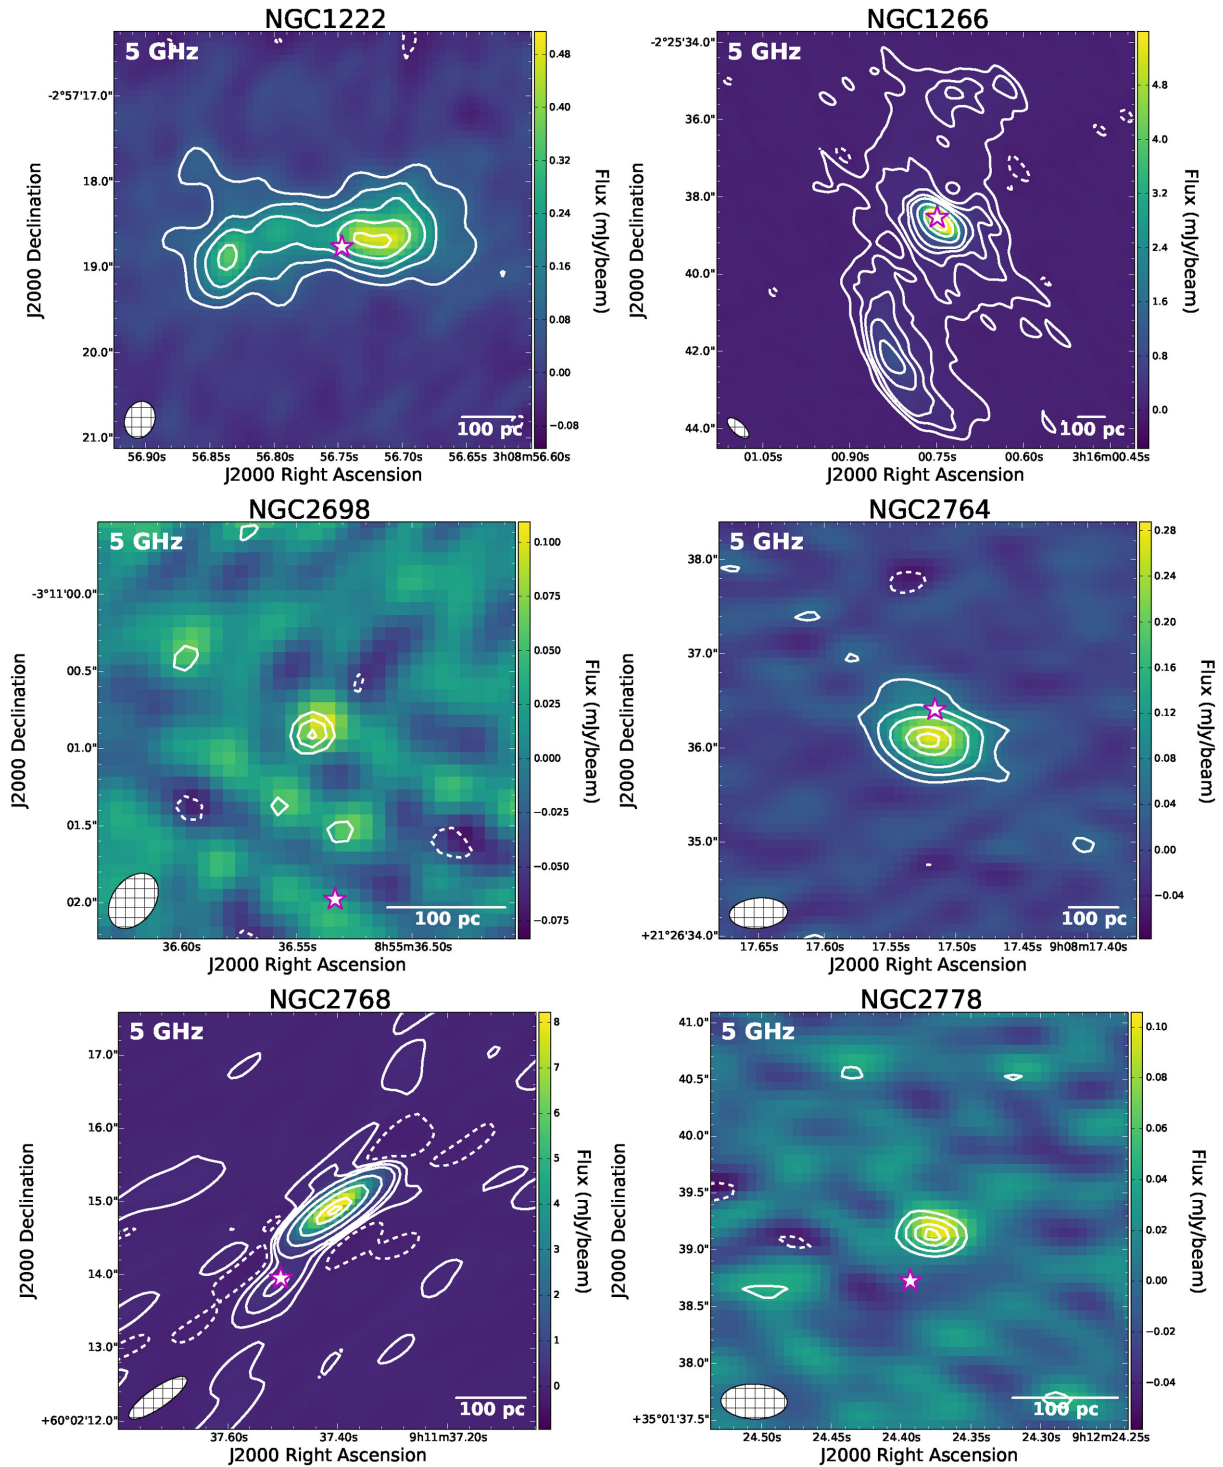 NGC1222
5 GHz
-2°57'17.0"
18.0"
19.0"
20.0"
21.0"
J2000 Declination
56.90s 56.85s 56.80s 56.75s 56.70s 56.65s 3h08m56.60s
J2000 Right Ascension
100 pc
0.48
0.40
0.32
0.24
0.16
0.08
0.00
−0.08
Flux (mJy/beam)
NGC1266
5 GHz
-2°25'34.0"
36.0"
38.0"
40.0"
42.0"
44.0"
J2000 Declination
01.05s 00.90s 00.75s 00.60s 3h16m00.45s
J2000 Right Ascension
100 pc
4.8
4.0
3.2
2.4
1.6
0.8
0.0
Flux (mJy/beam)
NGC2698
5 GHz
-3°11'00.0"
00.5"
01.0"
01.5"
02.0"
J2000 Declination
36.60s 36.55s 8h55m36.50s
J2000 Right Ascension
100 pc
0.100
0.075
0.050
0.025
0.000
−0.025
−0.050
−0.075
Flux (mJy/beam)
NGC2764
5 GHz
38.0"
37.0"
36.0"
35.0"
+21°26'34.0"
J2000 Declination
17.65s 17.60s 17.55s 17.50s 17.45s 9h08m17.40s
J2000 Right Ascension
100 pc
0.28
0.24
0.20
0.16
0.12
0.08
0.04
0.00
−0.04
Flux (mJy/beam)
NGC2768
5 GHz
17.0"
16.0"
15.0"
14.0"
13.0"
+60°02'12.0"
J2000 Declination
37.60s 37.40s 9h11m37.20s
J2000 Right Ascension
100 pc
8
7
6
5
4
3
2
1
0
Flux (mJy/beam)
NGC2778
5 GHz
41.0"
40.5"
40.0"
39.5"
39.0"
38.5"
38.0"
+35°01'37.5"
J2000 Declination
24.50s 24.45s 24.40s 24.35s 24.30s 9h12m24.25s
J2000 Right Ascension
100 pc
0.10
0.08
0.06
0.04
0.02
0.00
−0.02
−0.04
Flux (mJy/beam)